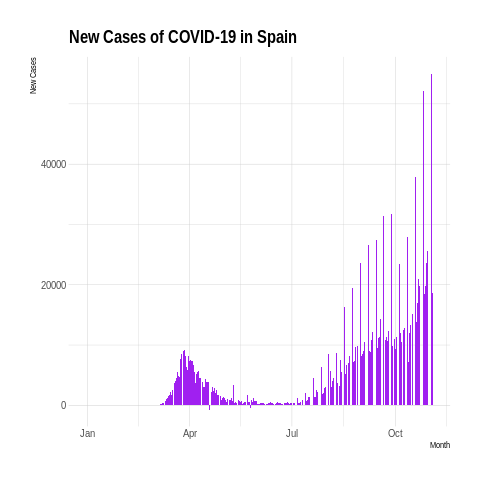 New Cases of COVID-19 in Spain
New Cases
40000
20000
0
Jan Apr Jul Oct
Month